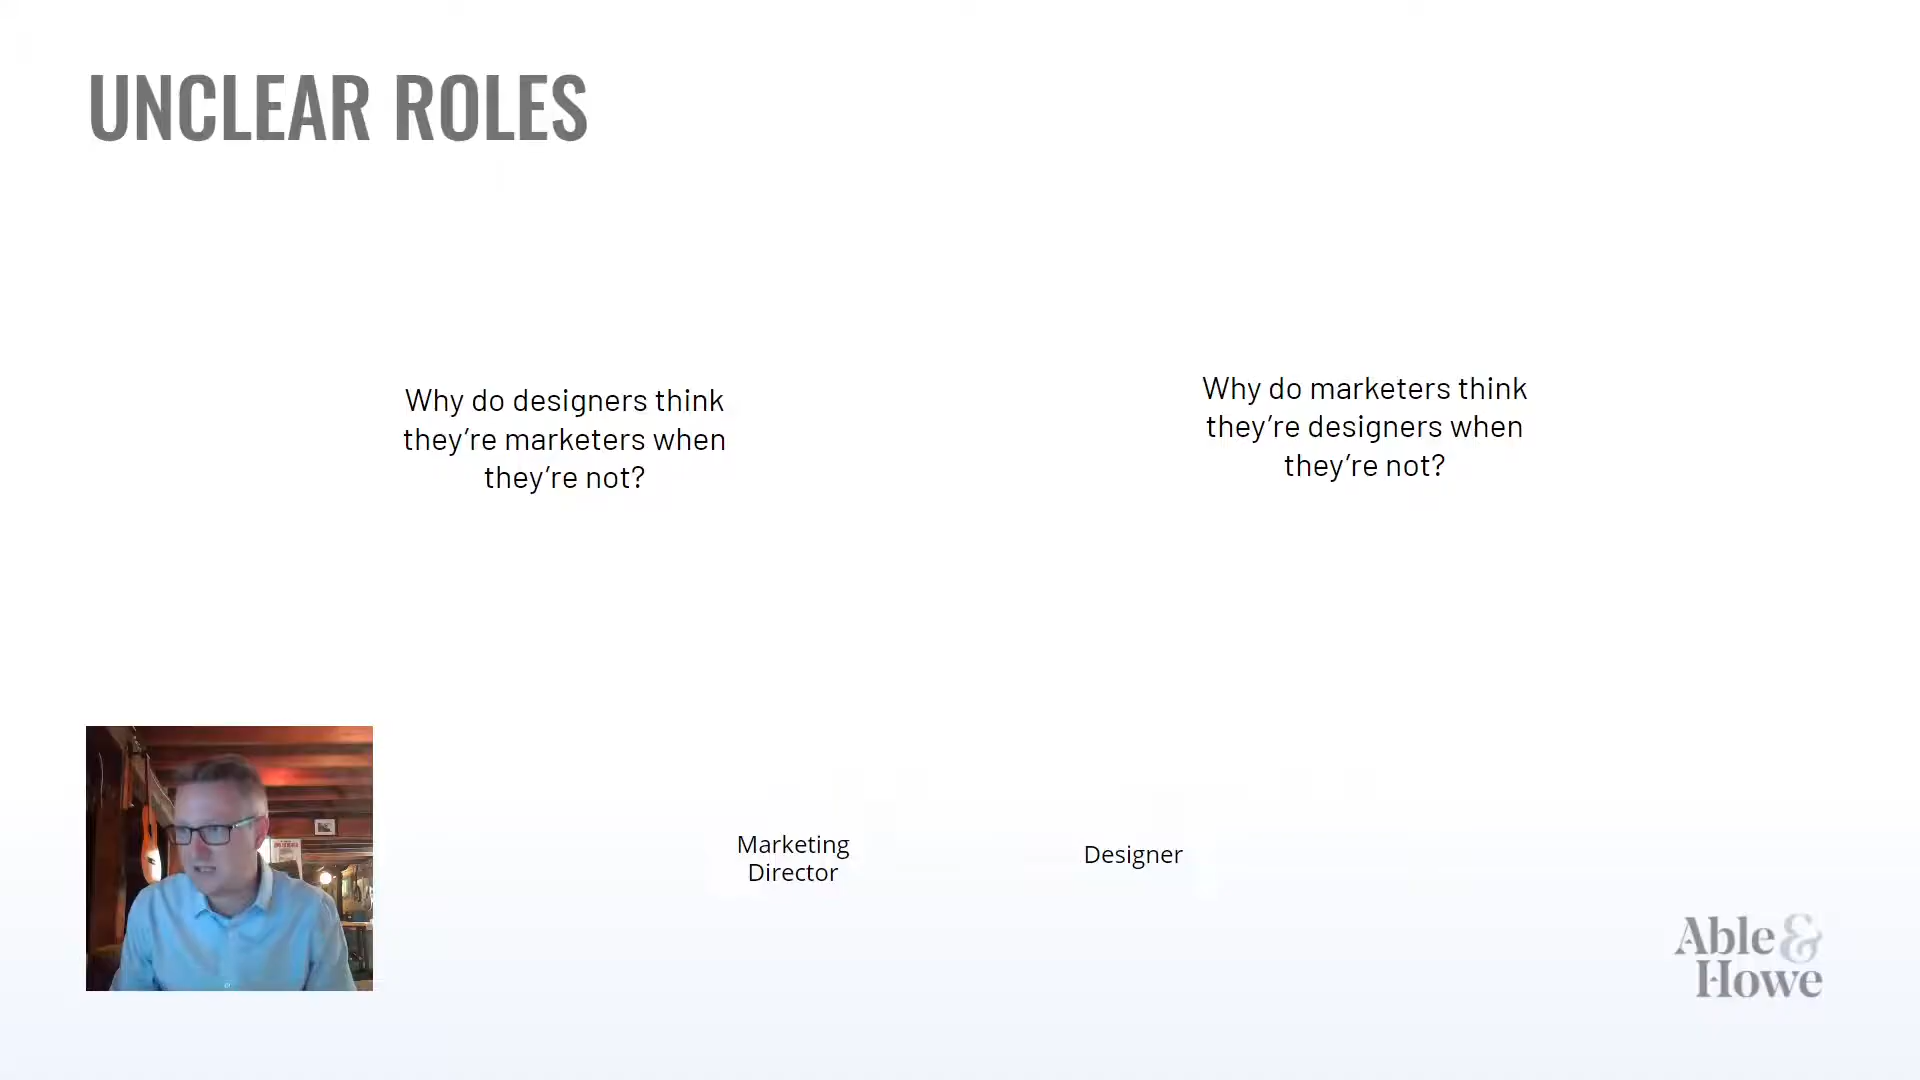 UNCLEAR ROLES
Why do designers think
they're marketers when
they're not?
Why do marketers think
they're designers when
they're not?
Marketing
Director
Designer
Able &
Howe